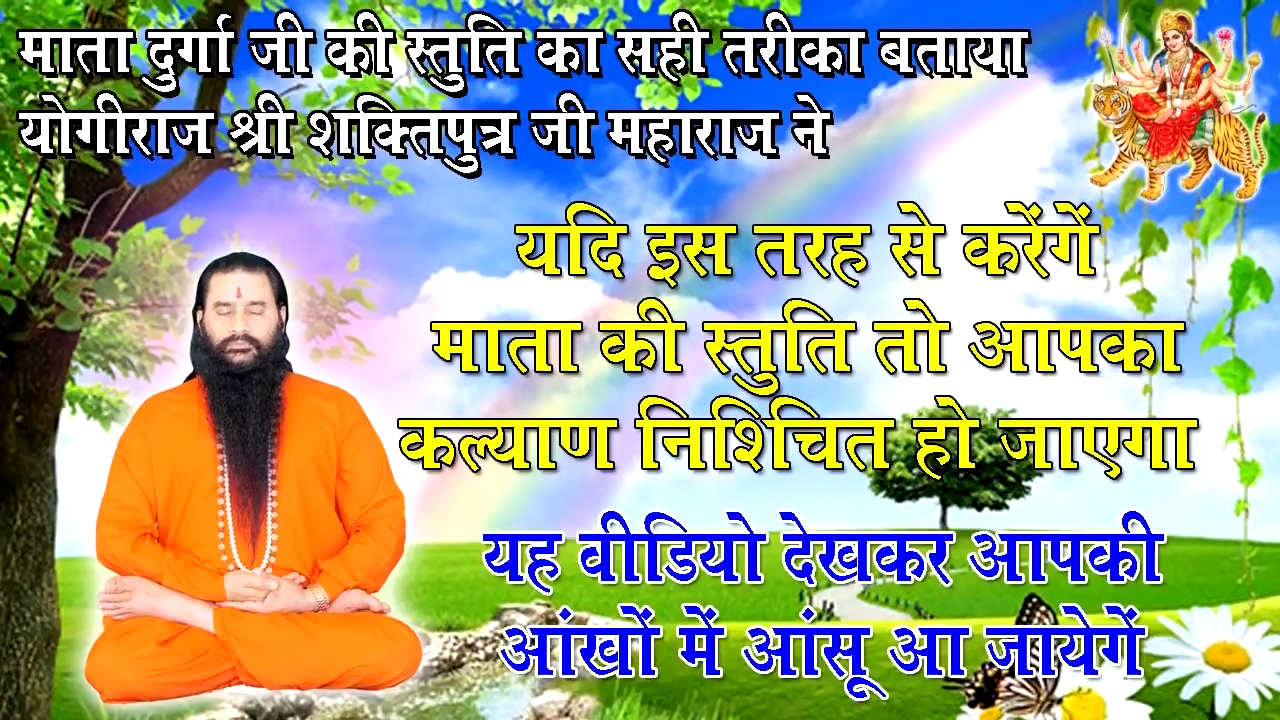 माता दुर्गा जी की स्तुति का सही तरीका बताया
योगीराज श्री शक्तिपुत्र जी महाराज ने
यदि इस तरह से करेंगें
माता की स्तुति तो आपका
कल्याण निश्चित हो जाएगा
यह वीडियो देखकर आपकी
आंखों में आंसू आ जायेगें